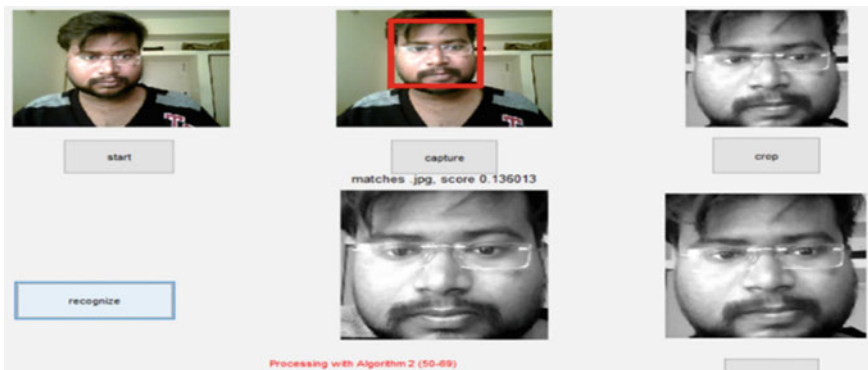 start
capture
crop
matches .jpg, score 0.136013
recognize
Processing with Algorithm 2 (50-69)